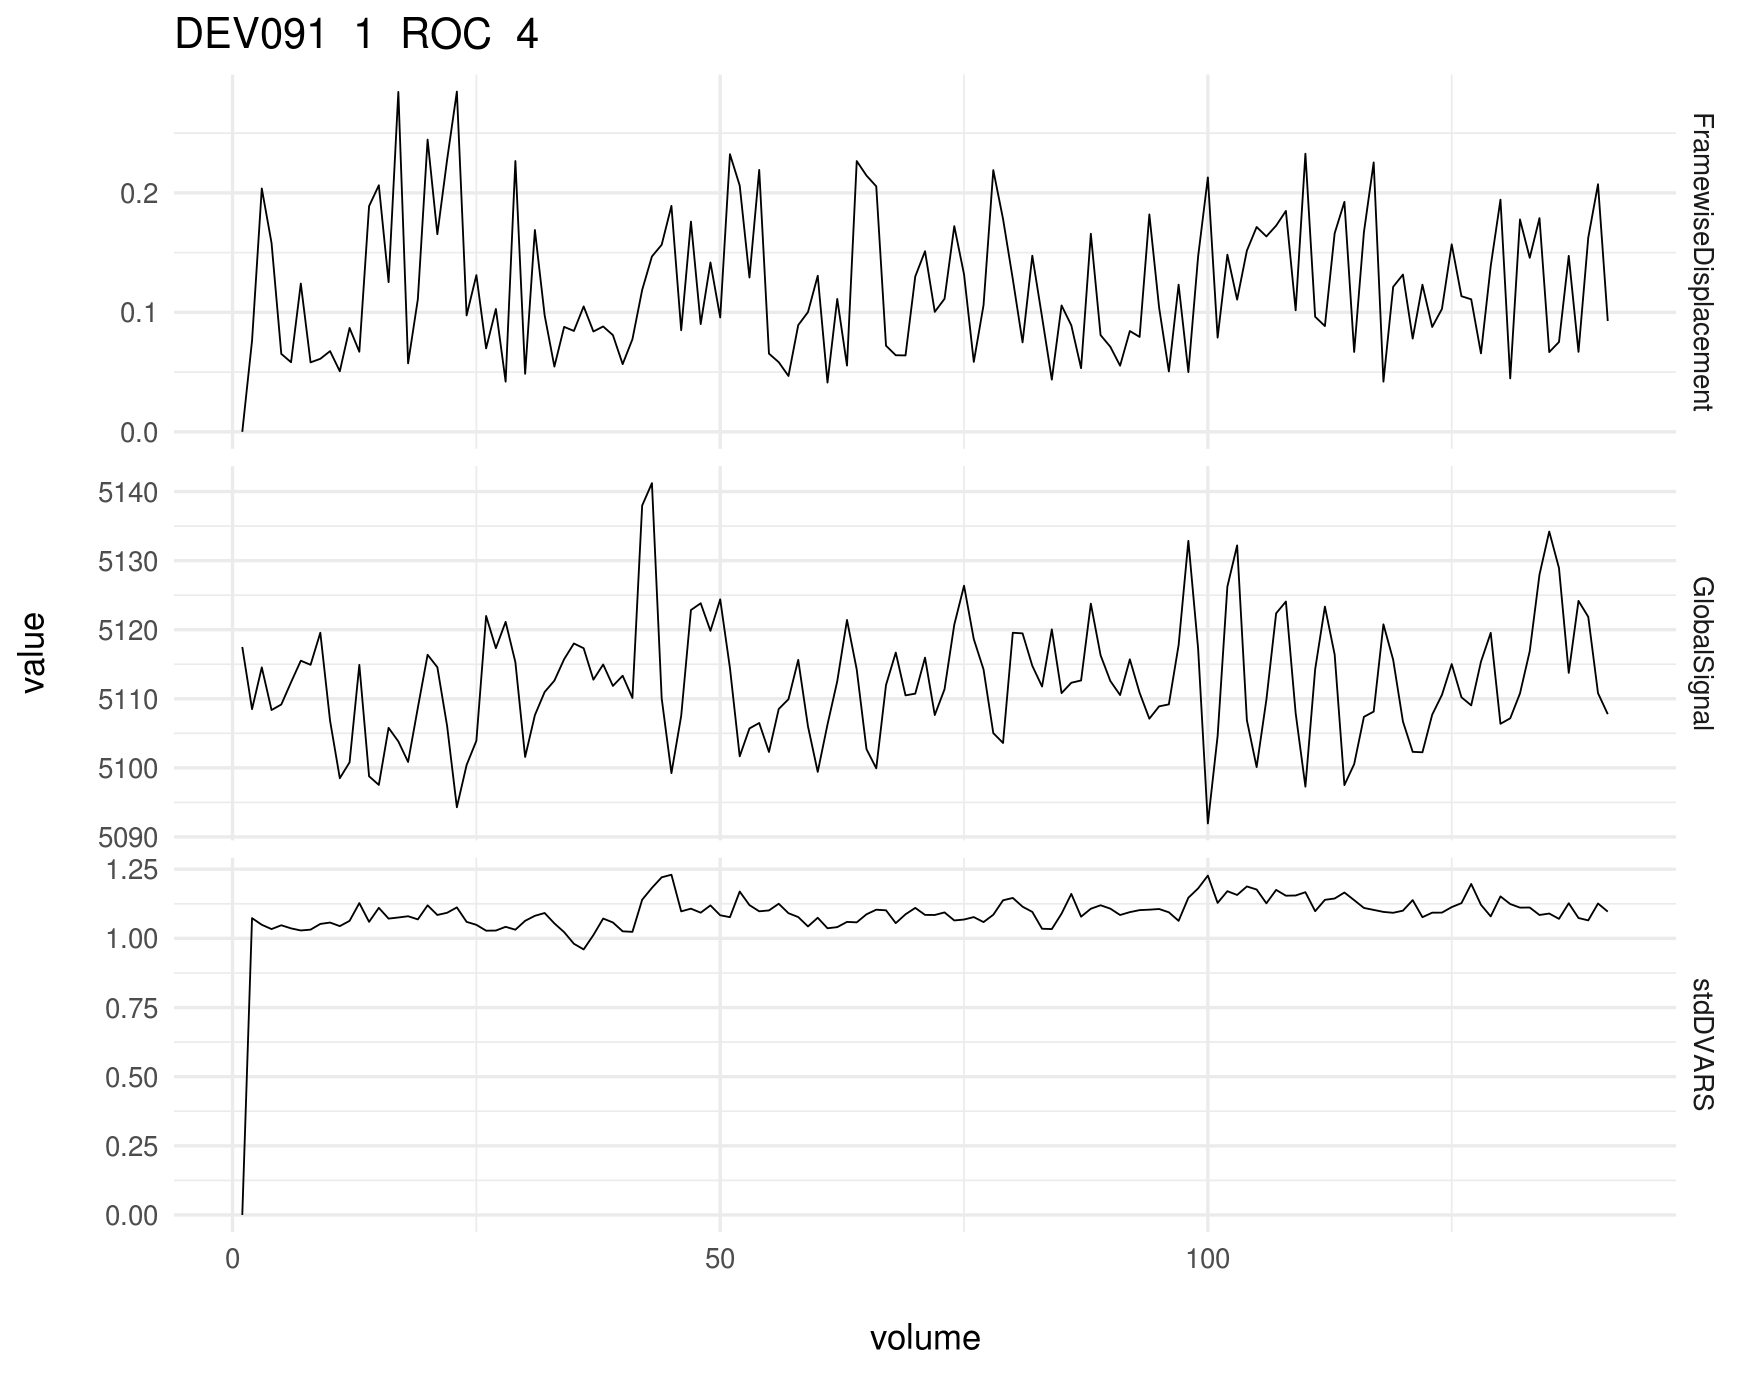 DEV091 1 ROC 4
0.2
0.1
0.0
FramewiseDisplacement
5140
5130
5120
5110
5100
5090
GlobalSignal
value
1.25
1.00
0.75
0.50
0.25
0.00
stdDVARS
0 50 100
volume